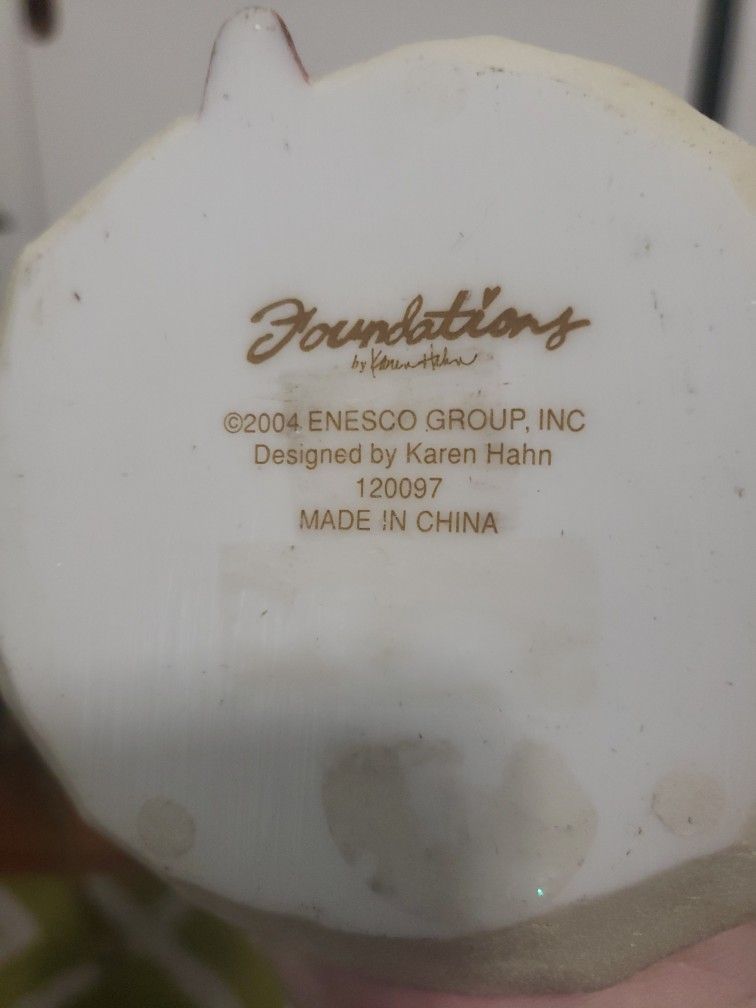 Foundations
by Karen Hahn
©2004 ENESCO GROUP, INC
Designed by Karen Hahn
120097
MADE IN CHINA